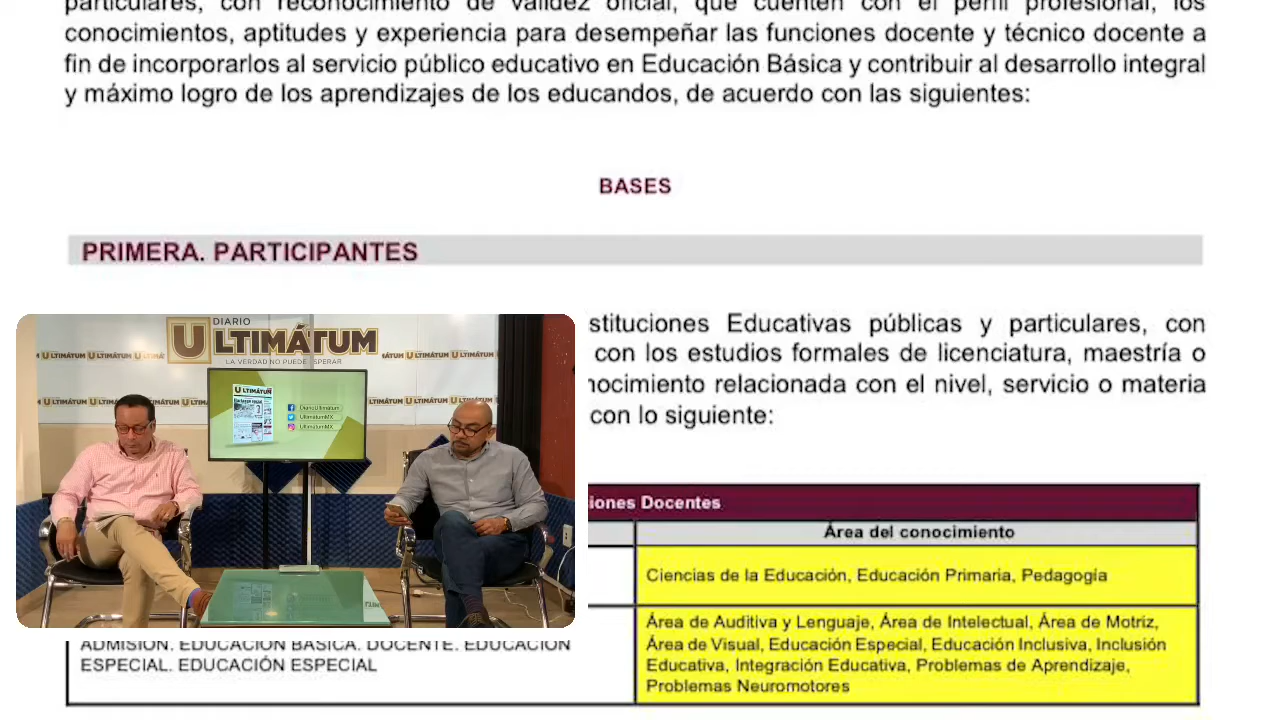 particulares, con reconocimiento de validez oficial, que cuenten con el perfil profesional, los
conocimientos, aptitudes y experiencia para desempeñar las funciones docente y técnico docente a
fin de incorporarlos al servicio público educativo en Educación Básica y contribuir al desarrollo integral
y máximo logro de los aprendizajes de los educandos, de acuerdo con las siguientes:
BASES
PRIMERA. PARTICIPANTES
stituciones Educativas públicas y particulares, con
con los estudios formales de licenciatura, maestría o
nocimiento relacionada con el nivel, servicio o materia
con lo siguiente:
iones Docentes
Área del conocimiento
Ciencias de la Educación, Educación Primaria, Pedagogía
ADMISIÓN. EDUCACIÓN BÁSICA. DOCENTE. EDUCACIÓN
ESPECIAL. EDUCACIÓN ESPECIAL
Área de Auditiva y Lenguaje, Área de Intelectual, Área de Motriz,
Área de Visual, Educación Especial, Educación Inclusiva, Inclusión
Educativa, Integración Educativa, Problemas de Aprendizaje,
Problemas Neuromotores
DIARIO
ULTIMÁTUM
LA VERDAD NO PUEDE ESPERAR
ULTIMÁTUM
DiarioUltimátum
UltimátumMX
UltimátumMX